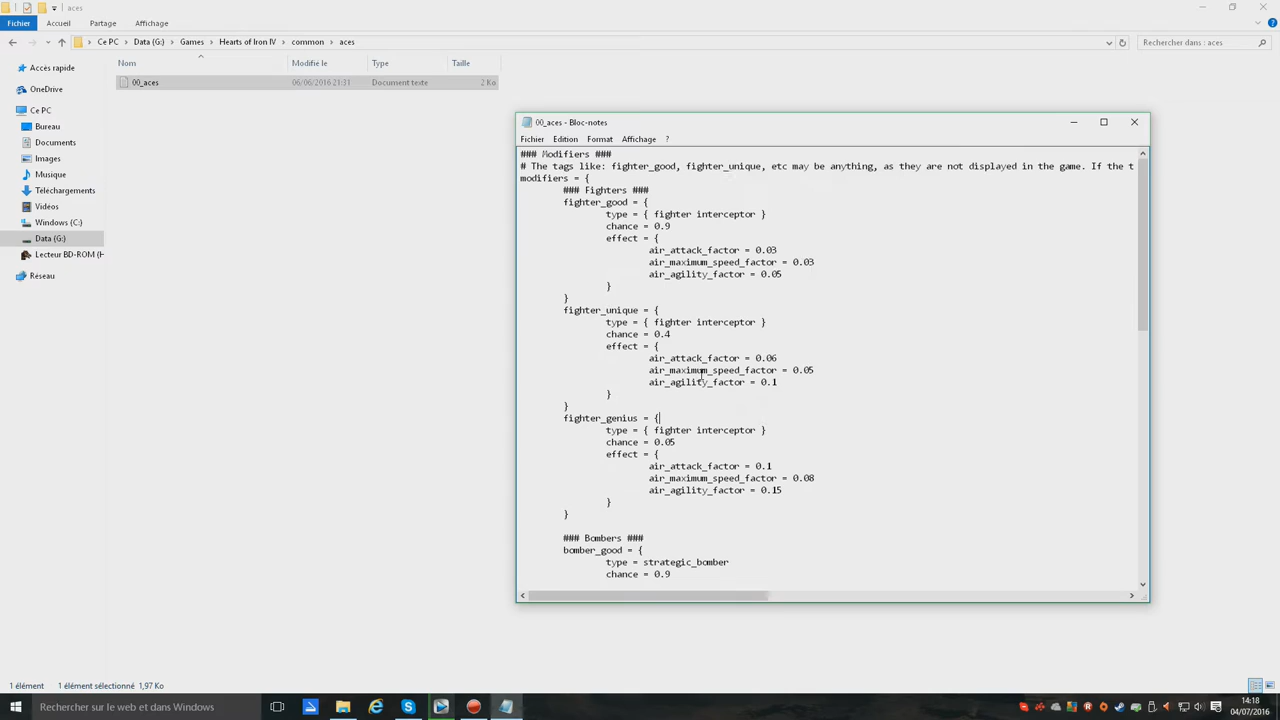 aces
Fichier Accueil Partage Affichage
Ce PC > Data (G:) > Games > Hearts of Iron IV > common > aces
Rechercher dans : aces
Nom Modifié le Type Taille
00_aces 06/06/2016 21:31 Document texte 2 Ko
Accès rapide
OneDrive
Ce PC
Bureau
Documents
Images
Musique
Téléchargements
Vidéos
Windows (C:)
Data (G:)
Lecteur BD-ROM (H
Réseau
00_aces - Bloc-notes
Fichier Edition Format Affichage ?
### Modifiers ###
# The tags like: fighter_good, fighter_unique, etc may be anything, as they are not displayed in the game. If the t
modifiers = {
### Fighters ###
fighter_good = {
type = { fighter interceptor }
chance = 0.9
effect = {
air_attack_factor = 0.03
air_maximum_speed_factor = 0.03
air_agility_factor = 0.05
}
}
fighter_unique = {
type = { fighter interceptor }
chance = 0.4
effect = {
air_attack_factor = 0.06
air_maximum_speed_factor = 0.05
air_agility_factor = 0.1
}
}
fighter_genius = {
type = { fighter interceptor }
chance = 0.05
effect = {
air_attack_factor = 0.1
air_maximum_speed_factor = 0.08
air_agility_factor = 0.15
}
}
### Bombers ###
bomber_good = {
type = strategic_bomber
chance = 0.9
1 élément 1 élément sélectionné 1,97 Ko
Rechercher sur le web et dans Windows
14:18
04/07/2016